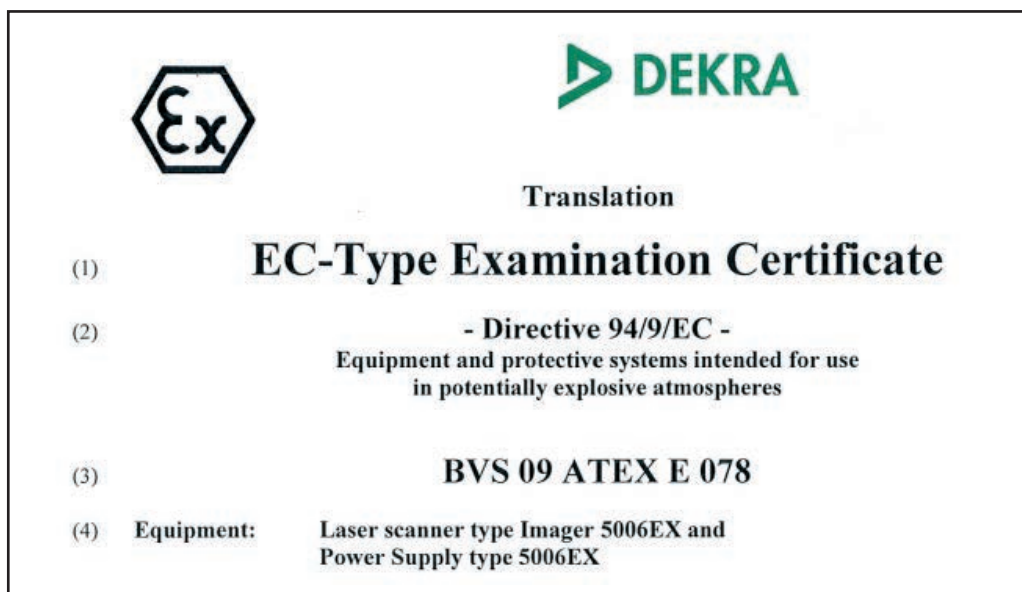 Ex
DEKRA
Translation
(1) EC-Type Examination Certificate
(2) - Directive 94/9/EC -
Equipment and protective systems intended for use
in potentially explosive atmospheres
(3) BVS 09 ATEX E 078
(4) Equipment: Laser scanner type Imager 5006EX and
Power Supply type 5006EX